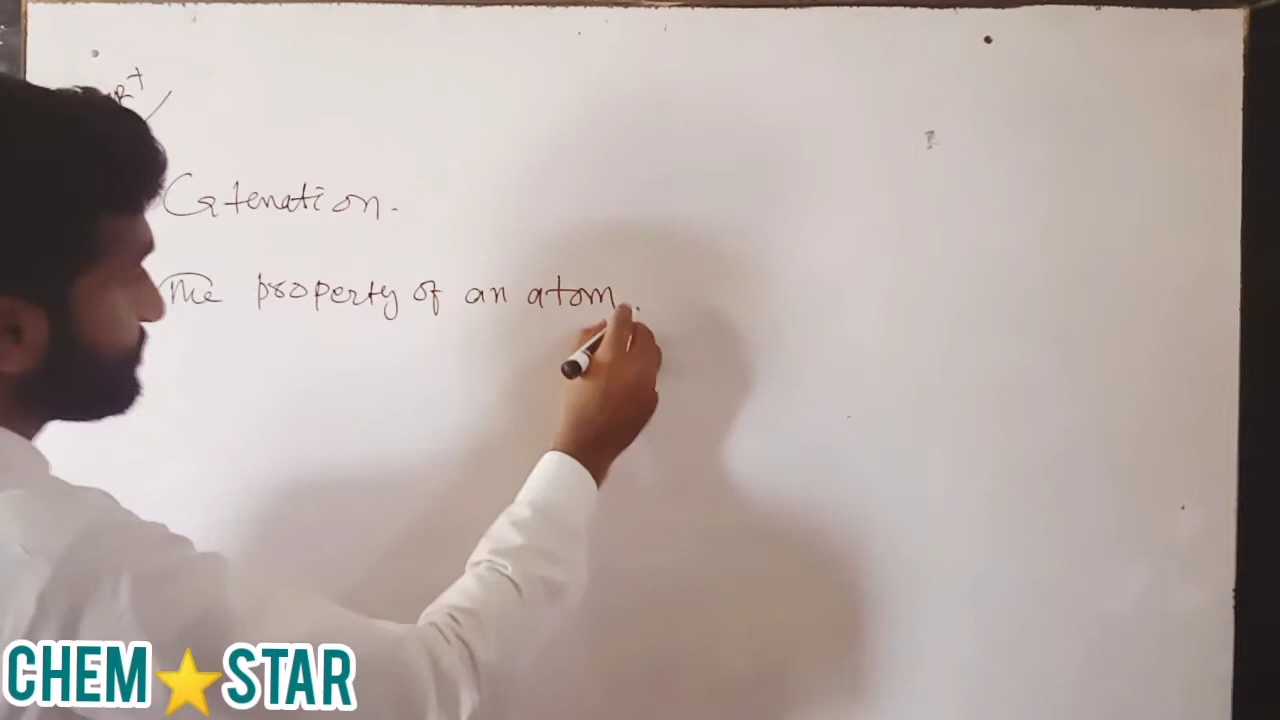 Catenation.
The property of an atom.
CHEM STAR